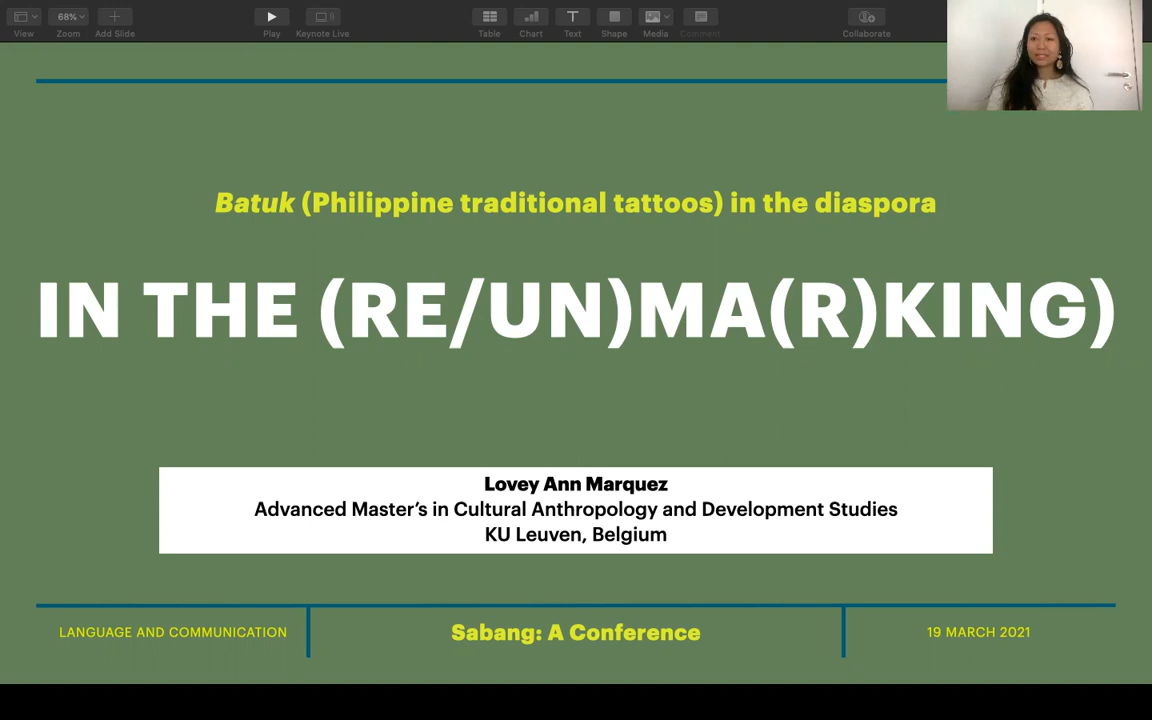 68%
View
Zoom
Add Slide
Play
Keynote Live
Table
Chart
Text
Shape
Media
Comment
Collaborate
Batuk (Philippine traditional tattoos) in the diaspora
IN THE (RE/UN)MA(R)KING)
Lovey Ann Marquez
Advanced Master’s in Cultural Anthropology and Development Studies
KU Leuven, Belgium
LANGUAGE AND COMMUNICATION
Sabang: A Conference
19 MARCH 2021